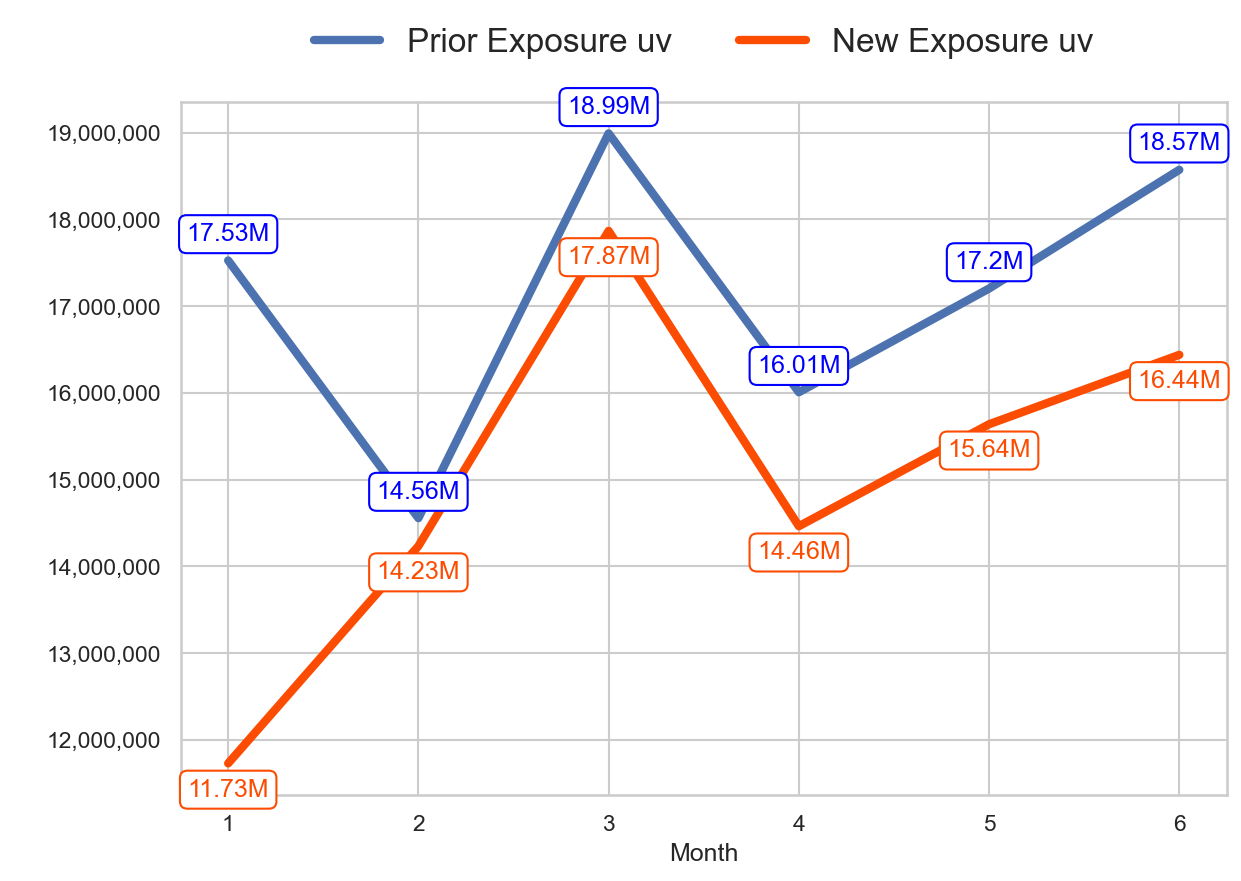 Prior Exposure uv New Exposure uv
18.99M
19,000,000
18.57M
17.53M
18,000,000
17.87M
17.2M
17,000,000
16.01M
16.44M
16,000,000
15.64M
15,000,000
14.56M
14.46M
14.23M
14,000,000
13,000,000
12,000,000
11.73M
1 2 3 4 5 6
Month